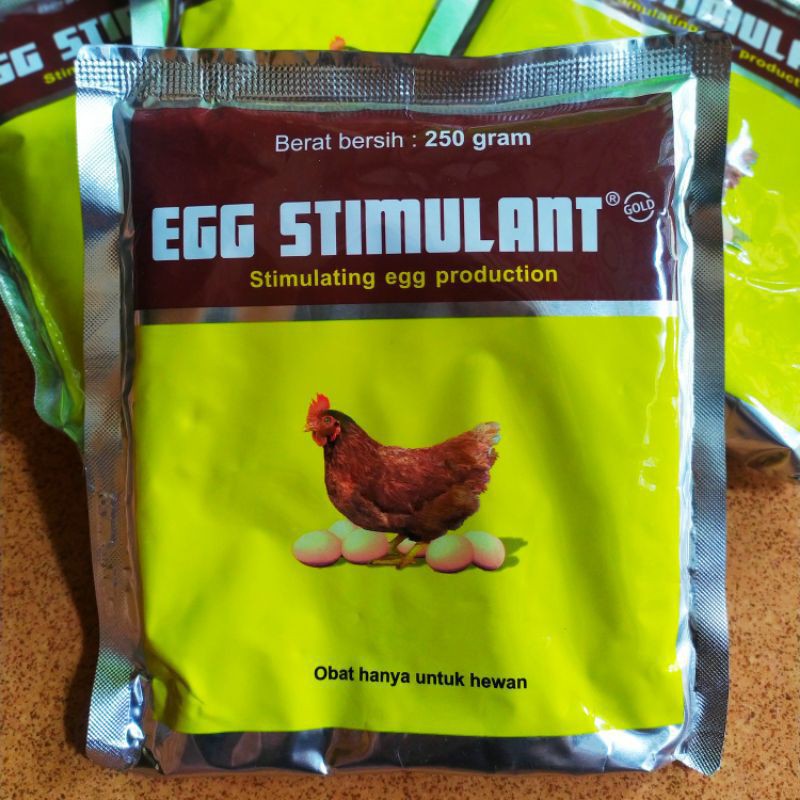 Berat bersih : 250 gram
EGG STIMULANT® GOLD
Stimulating egg production
Obat hanya untuk hewan